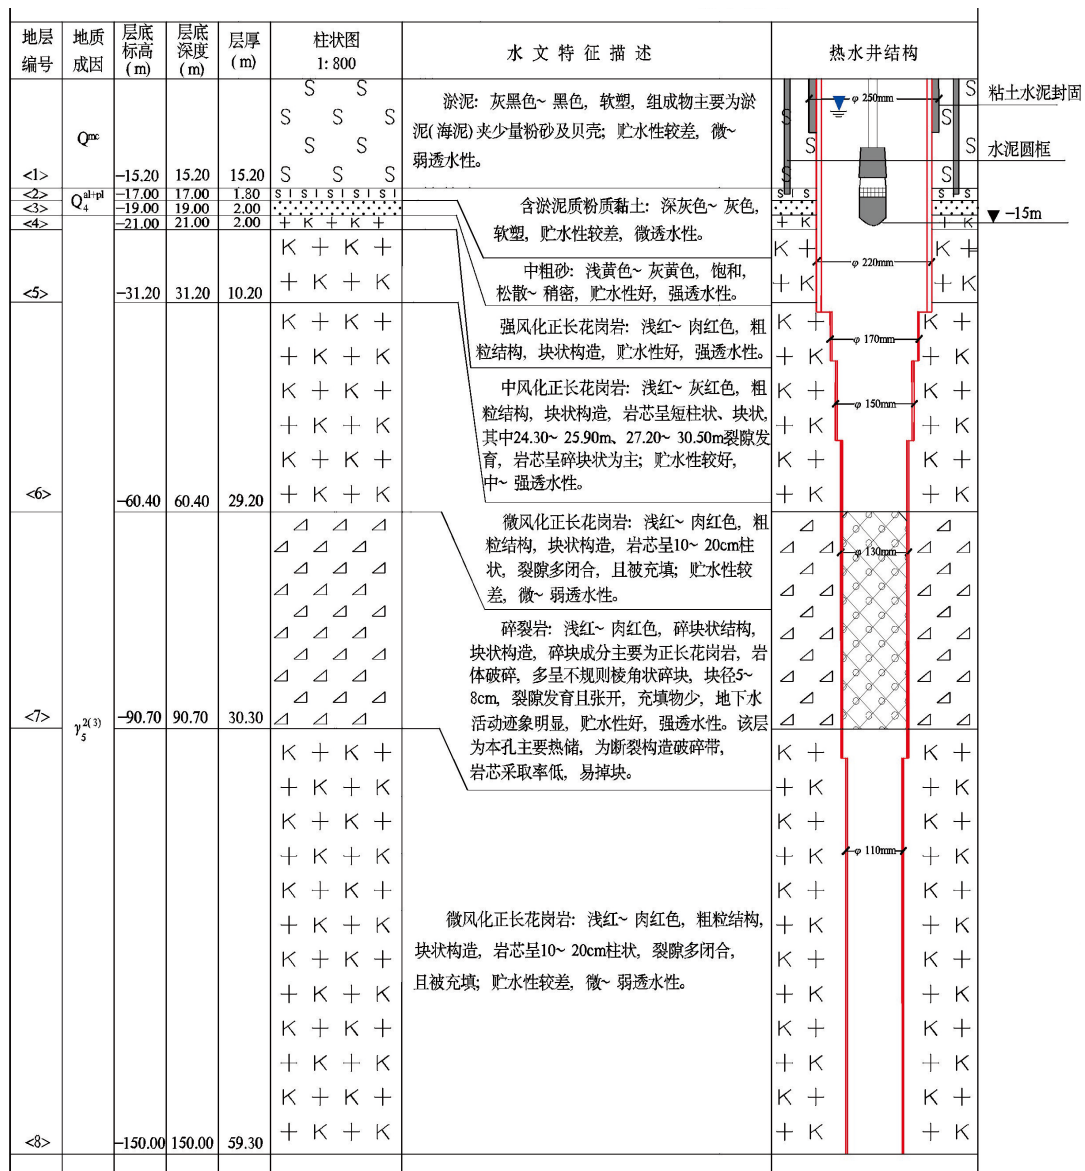 地层
编号
地质
成因
层底
标高
(m)
层底
深度
(m)
层厚
(m)
柱状图
1:800
水文特征描述
热水井结构
<1>
Q^mc
-15.20 15.20 15.20
<2>
Q_4^al+pl
-17.00 17.00 1.80
<3>
-19.00 19.00 2.00
<4>
-21.00 21.00 2.00
<5>
-31.20 31.20 10.20
<6>
-60.40 60.40 29.20
<7>
γ_5^2(3)
-90.70 90.70 30.30
<8>
-150.00 150.00 59.30
淤泥: 灰黑色~黑色, 软塑, 组成物主要为淤
泥(海泥)夹少量粉砂及贝壳; 贮水性较差, 微~
弱透水性。
含淤泥质粉质黏土: 深灰色~灰色,
软塑, 贮水性较差, 微透水性。
中粗砂: 浅黄色~灰黄色, 饱和,
松散~稍密, 贮水性好, 强透水性。
强风化正长花岗岩: 浅红~肉红色, 粗
粒结构, 块状构造, 贮水性好, 强透水性。
中风化正长花岗岩: 浅红~灰红色, 粗
粒结构, 块状构造, 岩芯呈短柱状、块状,
其中24.30~25.90m、27.20~30.50m裂隙发
育, 岩芯呈碎块状为主; 贮水性较好,
中~强透水性。
微风化正长花岗岩: 浅红~肉红色, 粗
粒结构, 块状构造, 岩芯呈10~20cm柱
状, 裂隙多闭合, 且被充填; 贮水性较
差, 微~弱透水性。
碎裂岩: 浅红~肉红色, 碎块状结构,
块状构造, 碎块成分主要为正长花岗岩, 岩
体破碎, 多呈不规则棱角状碎块, 块径5~
8cm, 裂隙发育且张开, 充填物少, 地下水
活动迹象明显, 贮水性好, 强透水性。该层
为本孔主要热储, 为断裂构造破碎带,
岩芯采取率低, 易掉块。
微风化正长花岗岩: 浅红~肉红色, 粗粒结构,
块状构造, 岩芯呈10~20cm柱状, 裂隙多闭合,
且被充填; 贮水性较差, 微~弱透水性。
φ 250mm
φ 220mm
φ 170mm
φ 150mm
φ 130mm
φ 110mm
粘土水泥封固
水泥圆框
-15m